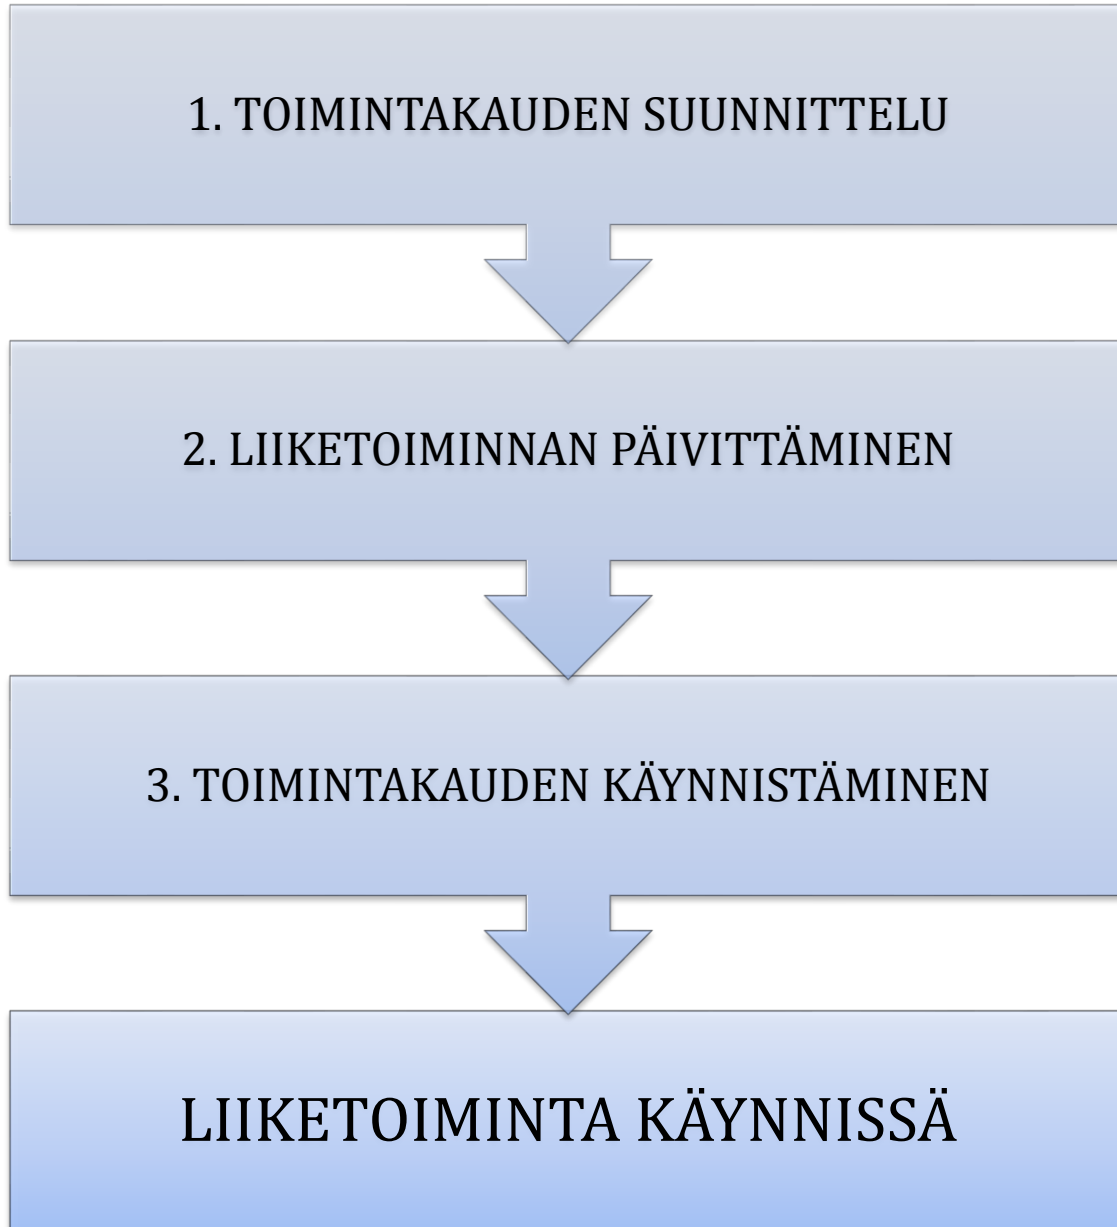 1. TOIMINTAKAUDEN SUUNNITTELU
2. LIIKETOIMINNAN PÄIVITTÄMINEN
3. TOIMINTAKAUDEN KÄYNNISTÄMINEN
LIIKETOIMINTA KÄYNNISSÄ